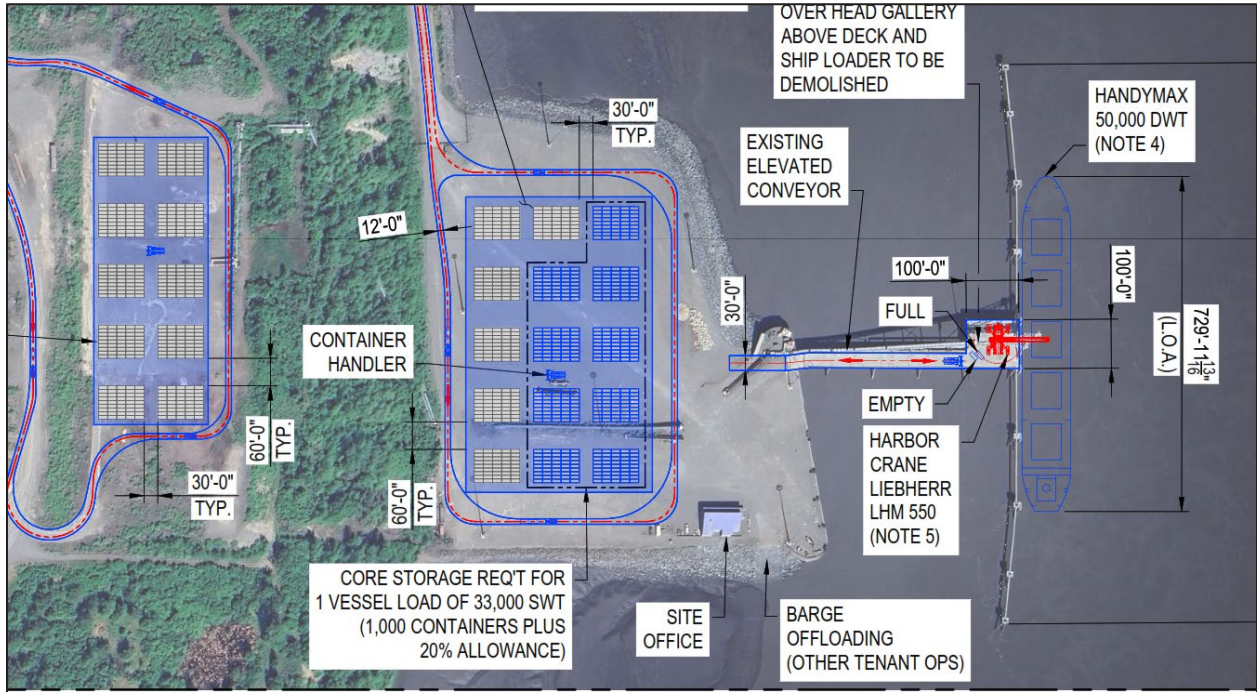 OVER HEAD GALLERY
ABOVE DECK AND
SHIP LOADER TO BE
DEMOLISHED
30'-0"
TYP.
HANDYMAX
50,000 DWT
(NOTE 4)
EXISTING
ELEVATED
CONVEYOR
12'-0"
100'-0"
100'-0"
30'-0"
FULL
729'-11 13/16"
(L.O.A.)
CONTAINER
HANDLER
EMPTY
60'-0"
TYP.
HARBOR
CRANE
LIEBHERR
LHM 550
(NOTE 5)
30'-0"
TYP.
60'-0"
TYP.
CORE STORAGE REQ'T FOR
1 VESSEL LOAD OF 33,000 SWT
(1,000 CONTAINERS PLUS
20% ALLOWANCE)
SITE
OFFICE
BARGE
OFFLOADING
(OTHER TENANT OPS)